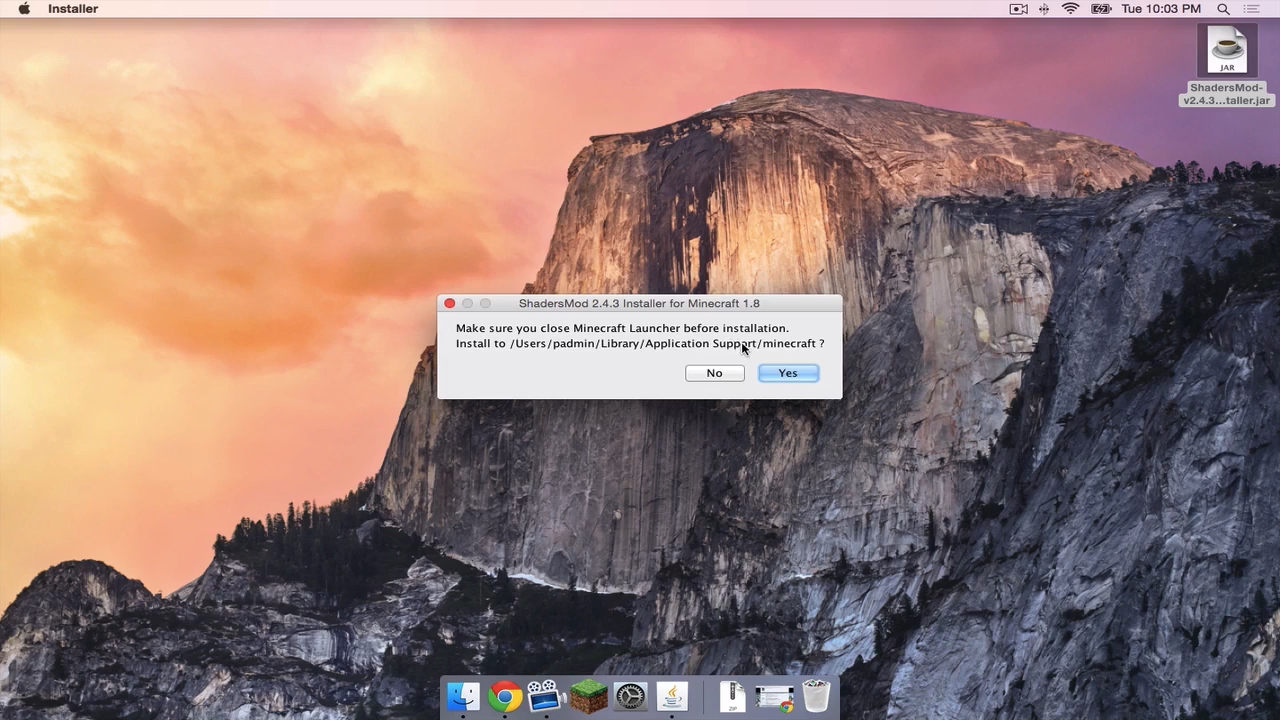 Installer
Tue 10:03 PM
JAR
ShadersMod-
v2.4.3...taller.jar
ShadersMod 2.4.3 Installer for Minecraft 1.8
Make sure you close Minecraft Launcher before installation.
Install to /Users/padmin/Library/Application Support/minecraft ?
No
Yes
ZIP